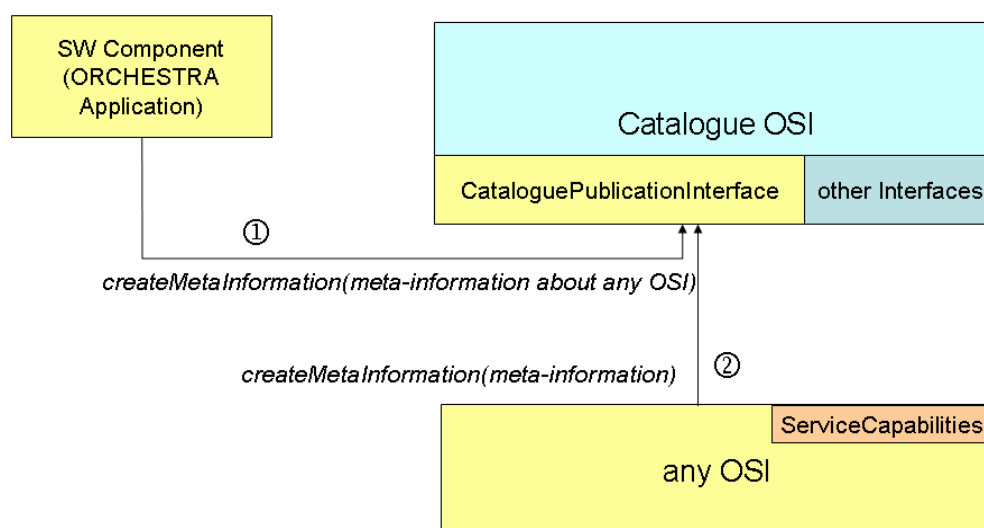 SW Component
(ORCHESTRA
Application)
Catalogue OSI
CataloguePublicationInterface
other Interfaces
①
createMetaInformation(meta-information about any OSI)
createMetaInformation(meta-information)
②
ServiceCapabilities
any OSI